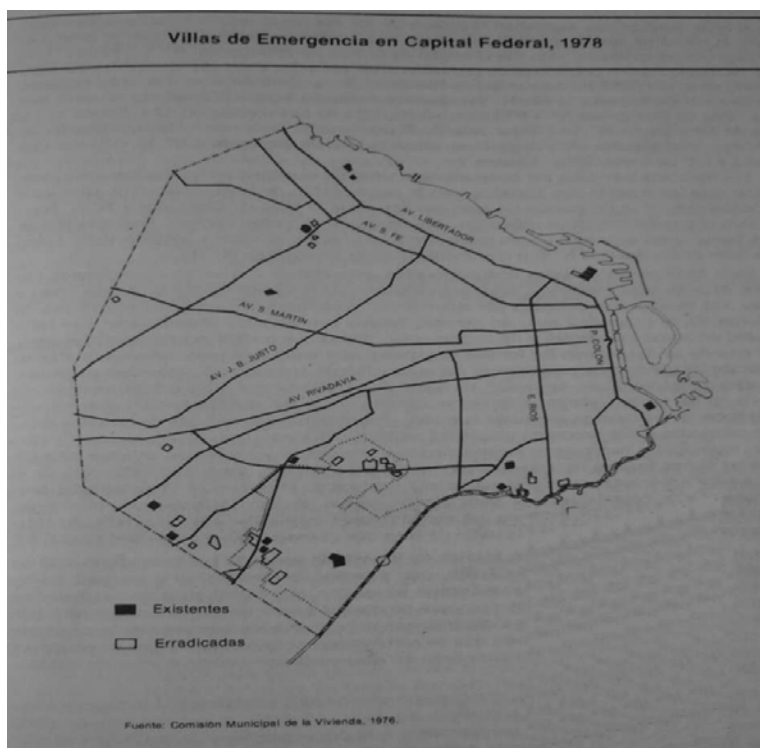 Villas de Emergencia en Capital Federal, 1978
AV. LIBERTADOR
AV. S. FE
AV. S. MARTIN
AV. J. B. JUSTO
AV. RIVADAVIA
P. COLON
E. RIOS
Existentes
Erradicadas
Fuente: Comisión Municipal de la Vivienda, 1976.